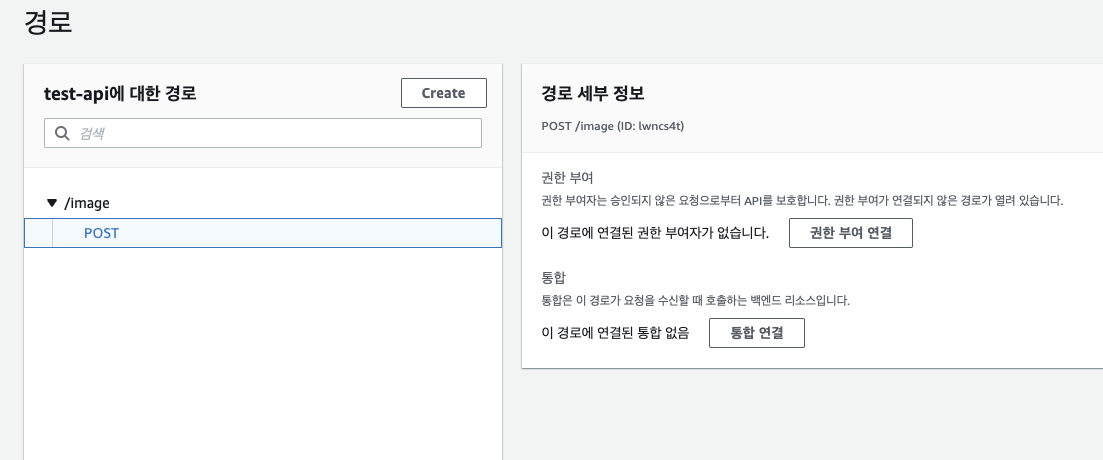 경로
test-api에 대한 경로
Create
검색
/image
POST
경로 세부 정보
POST /image (ID: lwncs4t)
권한 부여
권한 부여자는 승인되지 않은 요청으로부터 API를 보호합니다. 권한 부여가 연결되지 않은 경로가 열려 있습니다.
이 경로에 연결된 권한 부여자가 없습니다.
권한 부여 연결
통합
통합은 이 경로가 요청을 수신할 때 호출하는 백엔드 리소스입니다.
이 경로에 연결된 통합 없음
통합 연결